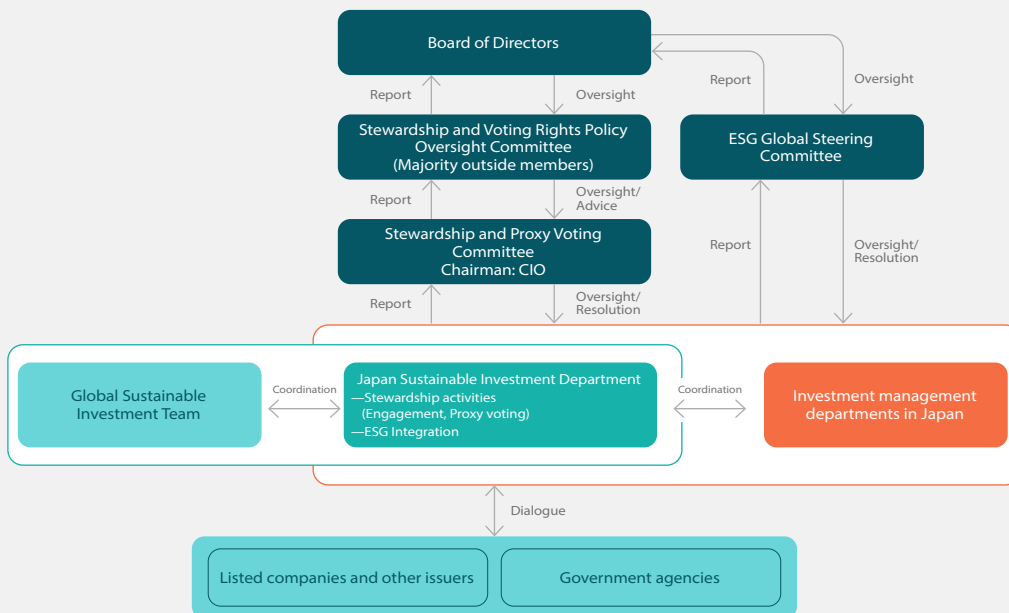 Board of Directors
Report
Oversight
Report
Oversight
Stewardship and Voting Rights Policy
Oversight Committee
(Majority outside members)
ESG Global Steering
Committee
Report
Oversight/
Advice
Stewardship and Proxy Voting
Committee
Chairman: CIO
Report
Oversight/
Resolution
Report
Oversight/
Resolution
Global Sustainable
Investment Team
Coordination
Japan Sustainable Investment Department
—Stewardship activities
(Engagement, Proxy voting)
—ESG Integration
Coordination
Investment management
departments in Japan
Dialogue
Listed companies and other issuers
Government agencies